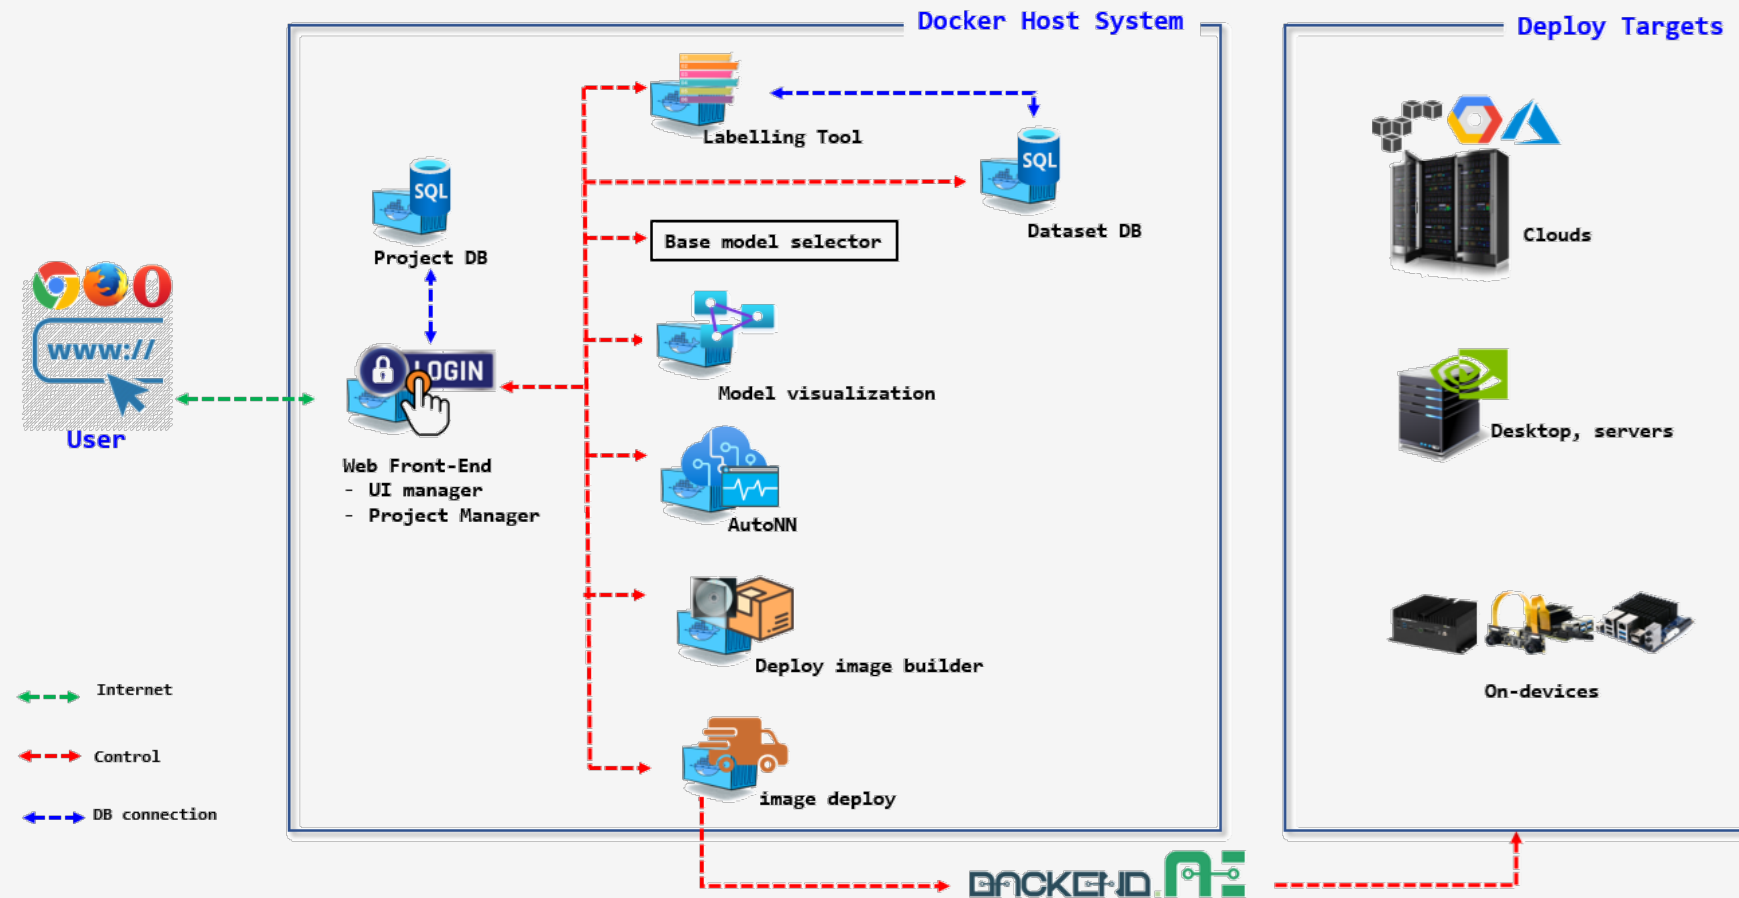 Docker Host System
Deploy Targets
Labelling Tool
SQL
Dataset DB
SQL
Project DB
Base model selector
Clouds
www://
User
LOGIN
Web Front-End
- UI manager
- Project Manager
Model visualization
Desktop, servers
AutoNN
Deploy image builder
On-devices
image deploy
Internet
Control
DB connection
BACKEND.AI